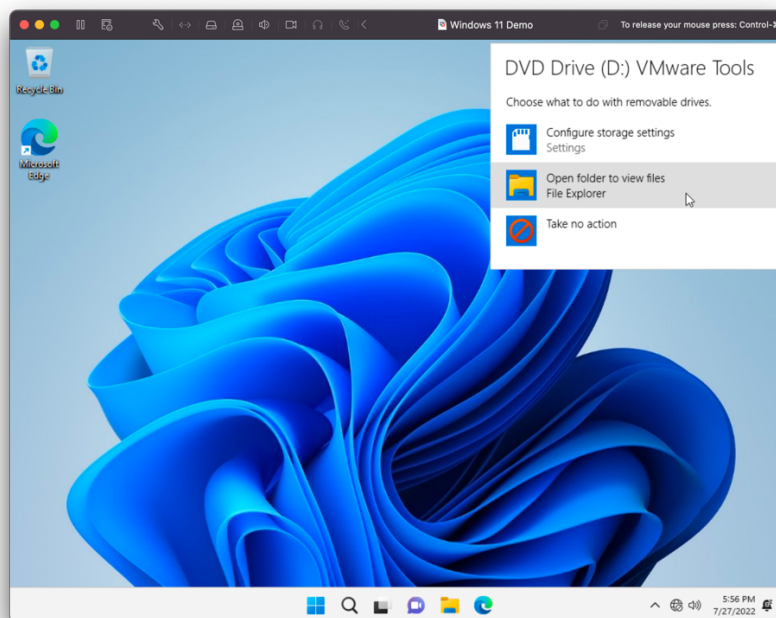 Windows 11 Demo
To release your mouse press: Control-⌘
DVD Drive (D:) VMware Tools
Choose what to do with removable drives.
Configure storage settings
Settings
Open folder to view files
File Explorer
Take no action
Recycle Bin
Microsoft
Edge
5:56 PM
7/27/2022